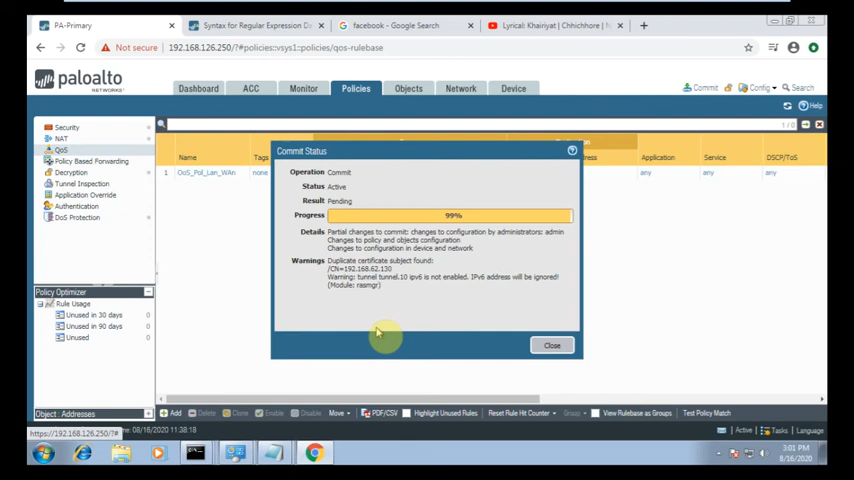 PA-Primary
Syntax for Regular Expression Da
facebook - Google Search
Lyrical: Khairiyat | Chhichhore | 
Not secure
192.168.126.250/?#policies::vsys1::policies/qos-rulebase
paloalto
NETWORKS
Dashboard
ACC
Monitor
Policies
Objects
Network
Device
Commit
Config
Search
Help
1 / 0
Security
NAT
QoS
Policy Based Forwarding
Decryption
Tunnel Inspection
Application Override
Authentication
DoS Protection
Name
Tags
Application
Service
DSCP/ToS
1
QoS_Pol_Lan_WAn
none
any
any
any
Commit Status
Operation Commit
Status Active
Result Pending
Progress 99%
Details Partial changes to commit: changes to configuration by administrators: admin
Changes to policy and objects configuration
Changes to configuration in device and network
Warnings Duplicate certificate subject found:
/CN=192.168.62.130
Warning: tunnel tunnel.10 ipv6 is not enabled. IPv6 address will be ignored!
(Module: rasmgr)
Close
Policy Optimizer
Rule Usage
Unused in 30 days 0
Unused in 90 days 0
Unused 0
Object : Addresses
Add
Delete
Clone
Enable
Disable
Move
PDF/CSV
Highlight Unused Rules
Reset Rule Hit Counter
Group
View Rulebase as Groups
Test Policy Match
https://192.168.126.250/?#
08/16/2020 11:38:18
Active
Tasks
Language
3:01 PM
8/16/2020